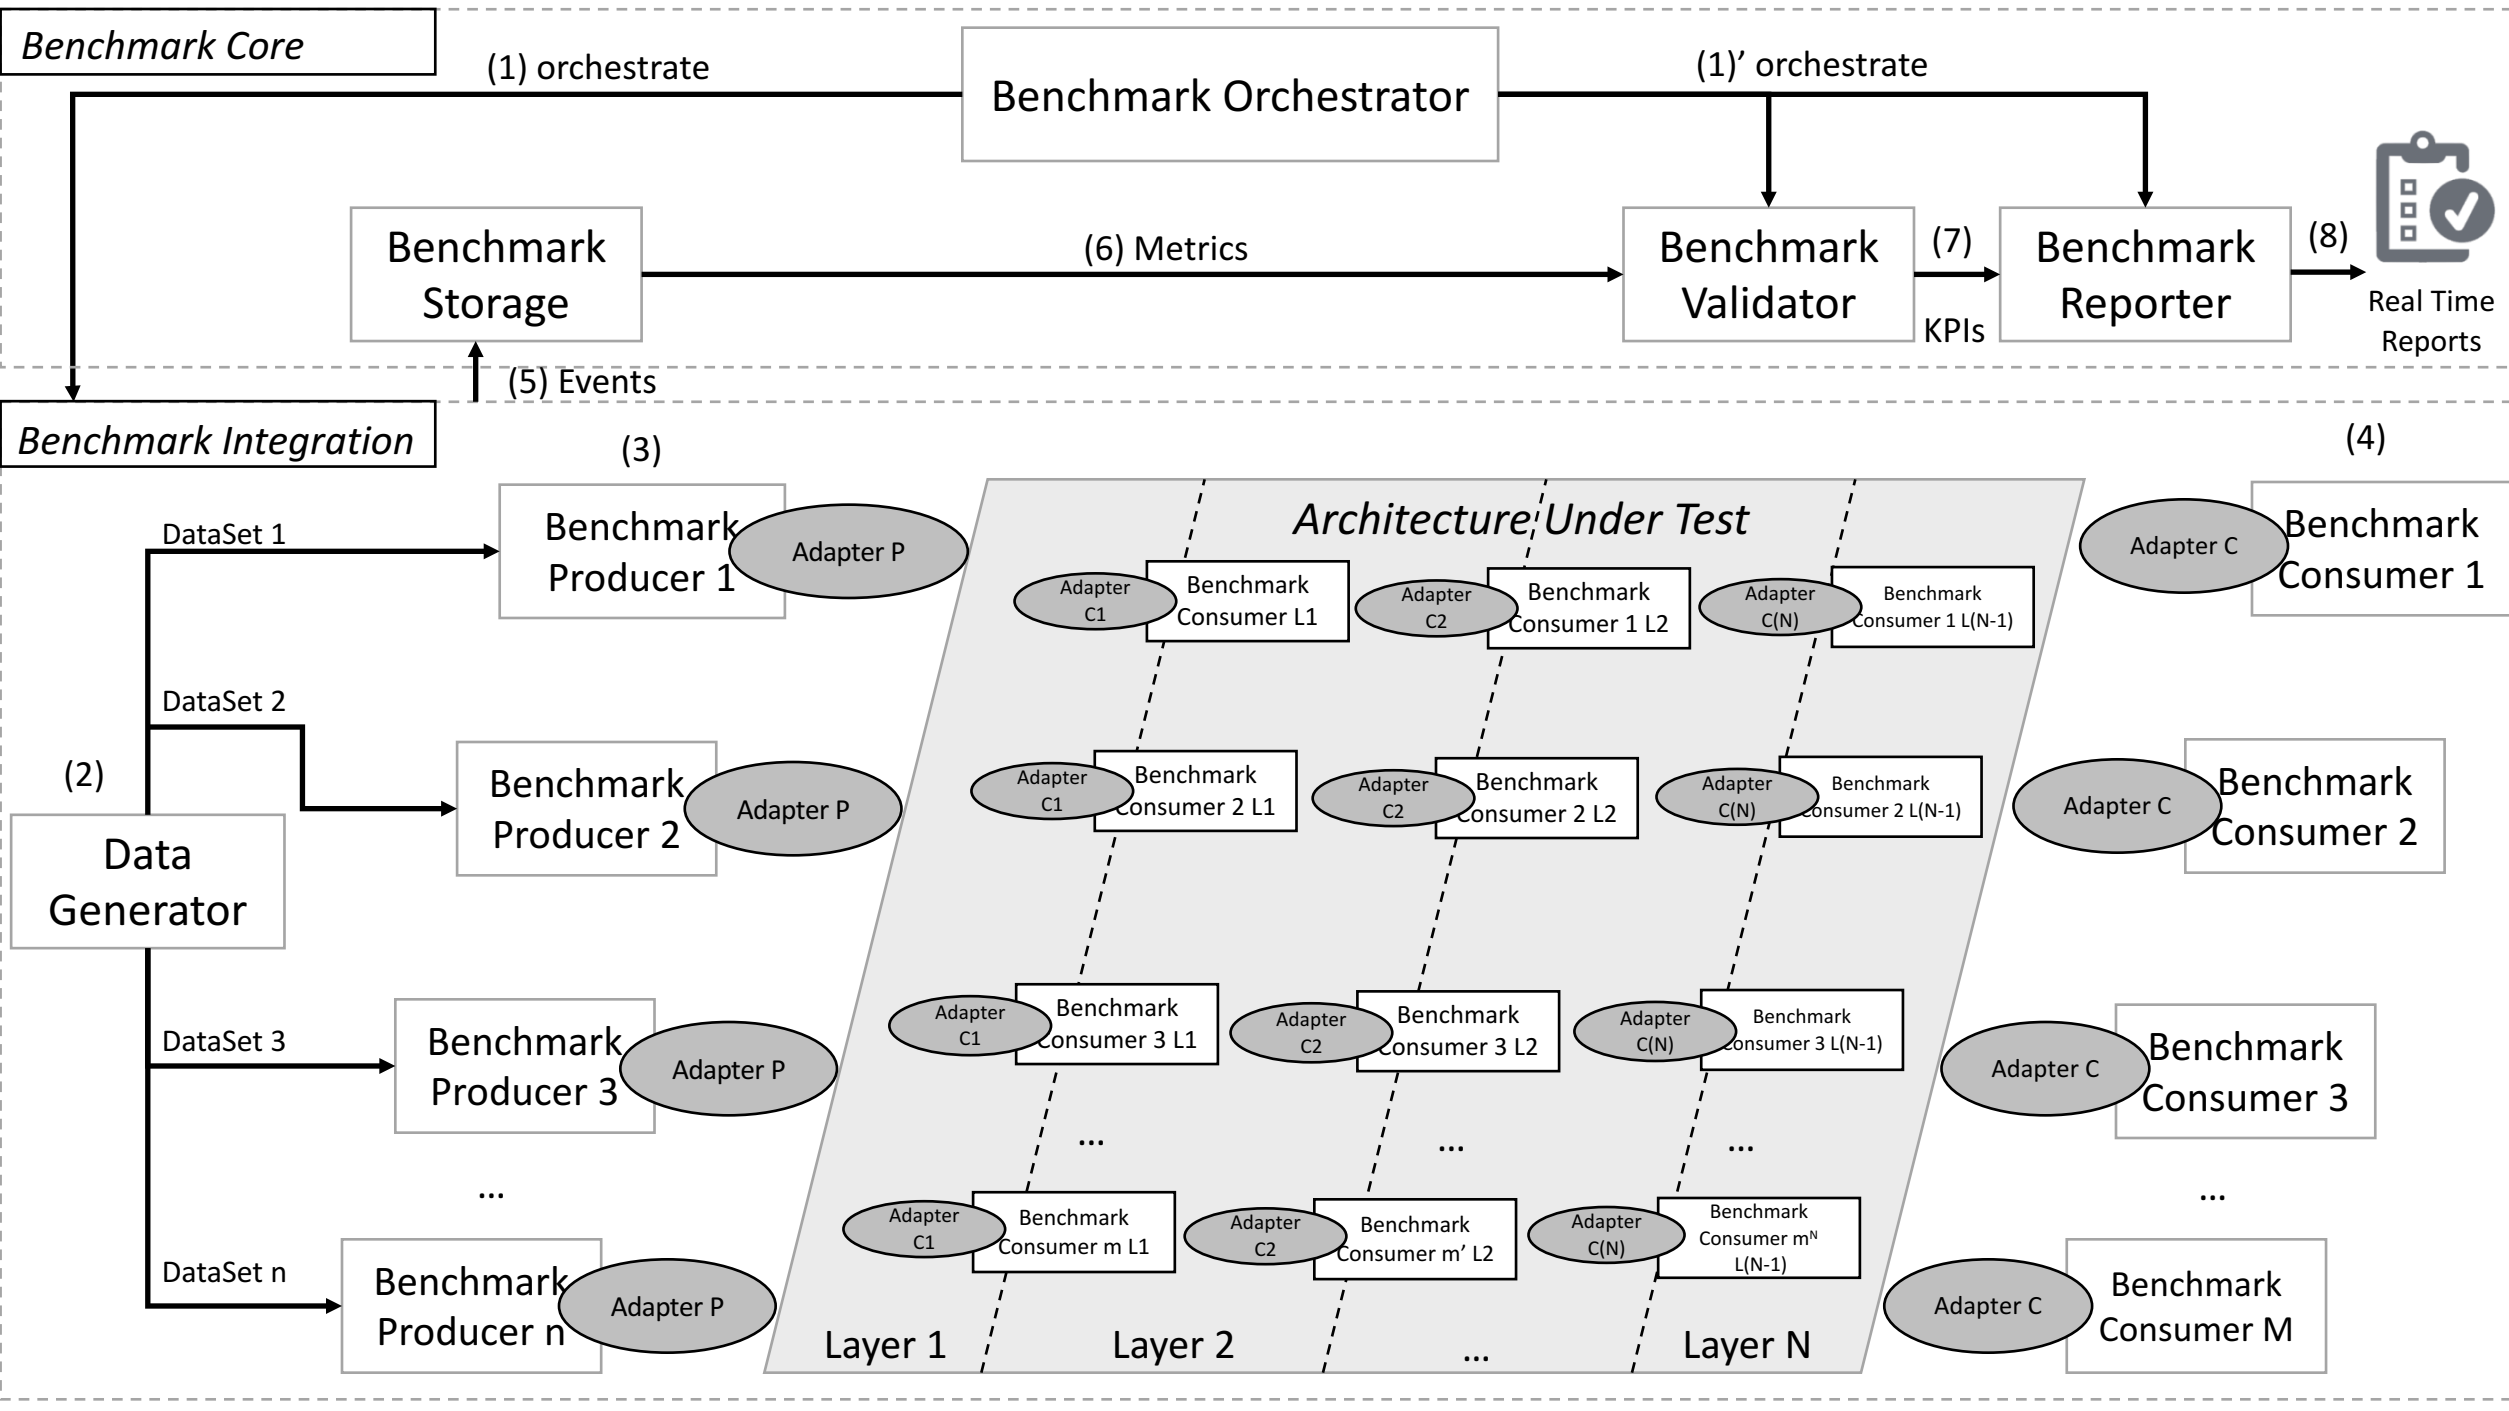 Benchmark Core
(1) orchestrate
Benchmark Orchestrator
(1)’ orchestrate
Benchmark
Storage
(6) Metrics
Benchmark
Validator
(7)
KPIs
Benchmark
Reporter
(8)
Real Time
Reports
(5) Events
Benchmark Integration
(3)
(4)
Architecture Under Test
DataSet 1
Benchmark
Producer 1
Adapter P
Adapter
C1
Benchmark
Consumer L1
Adapter
C2
Benchmark
Consumer 1 L2
Adapter
C(N)
Benchmark
Consumer 1 L(N-1)
Adapter C
Benchmark
Consumer 1
DataSet 2
(2)
Data
Generator
Benchmark
Producer 2
Adapter P
Adapter
C1
Benchmark
Consumer 2 L1
Adapter
C2
Benchmark
Consumer 2 L2
Adapter
C(N)
Benchmark
Consumer 2 L(N-1)
Adapter C
Benchmark
Consumer 2
DataSet 3
Benchmark
Producer 3
Adapter P
Adapter
C1
Benchmark
Consumer 3 L1
Adapter
C2
Benchmark
Consumer 3 L2
Adapter
C(N)
Benchmark
Consumer 3 L(N-1)
Adapter C
Benchmark
Consumer 3
...
...
...
...
...
DataSet n
Benchmark
Producer n
Adapter P
Adapter
C1
Benchmark
Consumer m L1
Adapter
C2
Benchmark
Consumer m’ L2
Adapter
C(N)
Benchmark
Consumer mᴺ
L(N-1)
Adapter C
Benchmark
Consumer M
Layer 1
Layer 2
...
Layer N